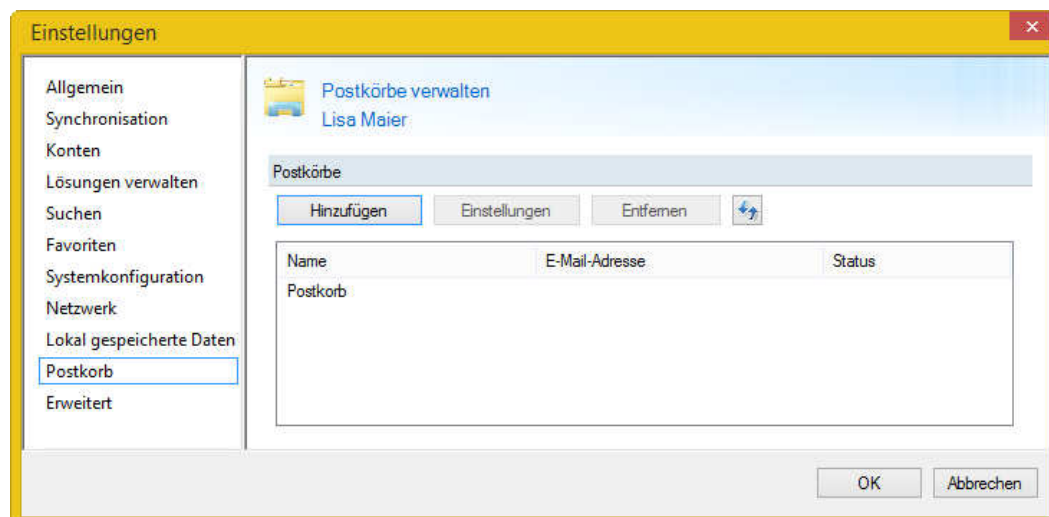 Einstellungen
Allgemein
Synchronisation
Konten
Lösungen verwalten
Suchen
Favoriten
Systemkonfiguration
Netzwerk
Lokal gespeicherte Daten
Postkorb
Erweitert
Postkörbe verwalten
Lisa Maier
Postkörbe
Hinzufügen Einstellungen Entfernen
Name E-Mail-Adresse Status
Postkorb
OK Abbrechen